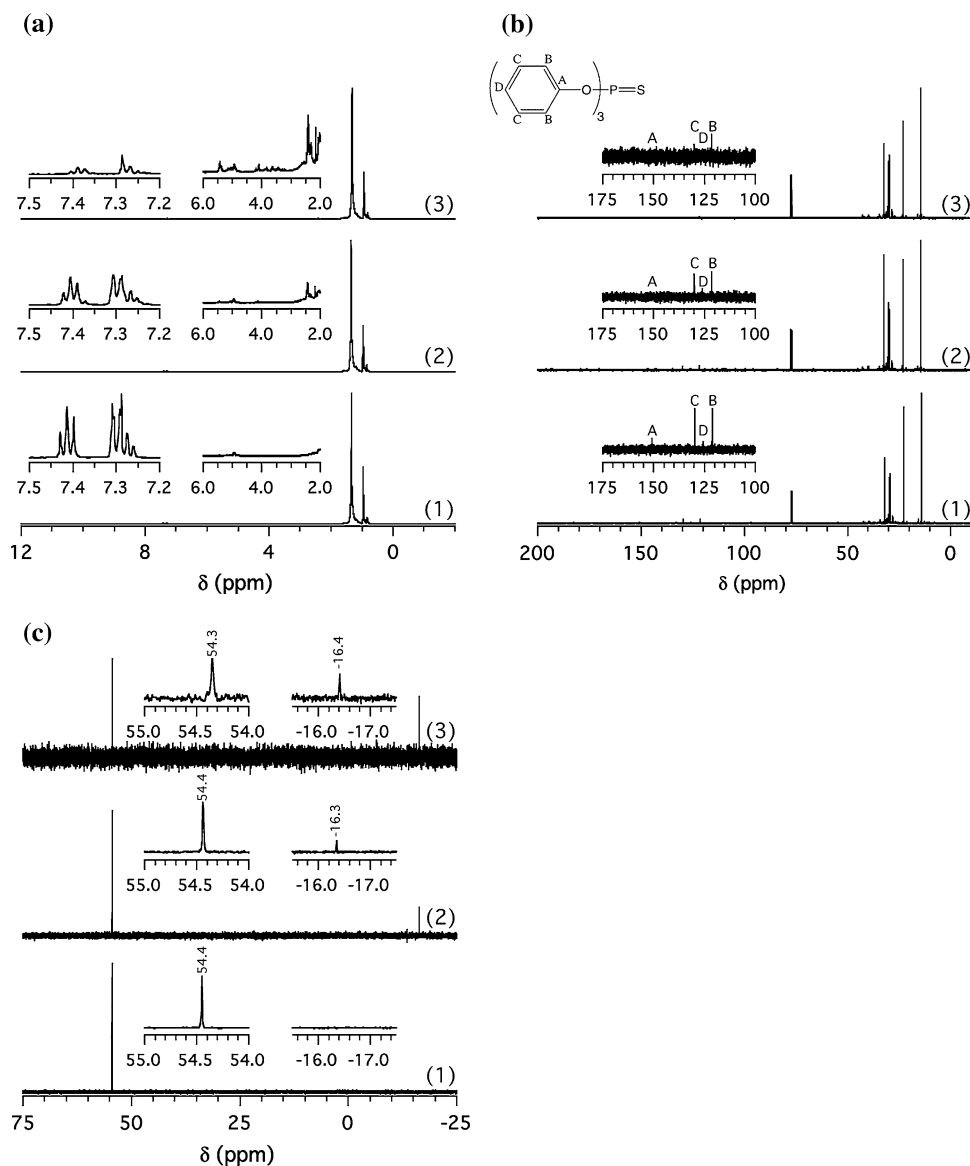 (a)
7.5 7.4 7.3 7.2
6.0 4.0 2.0
(3)
7.5 7.4 7.3 7.2
6.0 4.0 2.0
(2)
7.5 7.4 7.3 7.2
6.0 4.0 2.0
(1)
12 8 4 0
δ (ppm)
(b)
C B
D A O P S
C B 3
C B
A D
175 150 125 100
(3)
C B
A D
175 150 125 100
(2)
C B
A D
175 150 125 100
(1)
200 150 100 50 0
δ (ppm)
(c)
54.3
-16.4
55.0 54.5 54.0
-16.0 -17.0
(3)
54.4
-16.3
55.0 54.5 54.0
-16.0 -17.0
(2)
54.4
55.0 54.5 54.0
-16.0 -17.0
(1)
75 50 25 0 -25
δ (ppm)